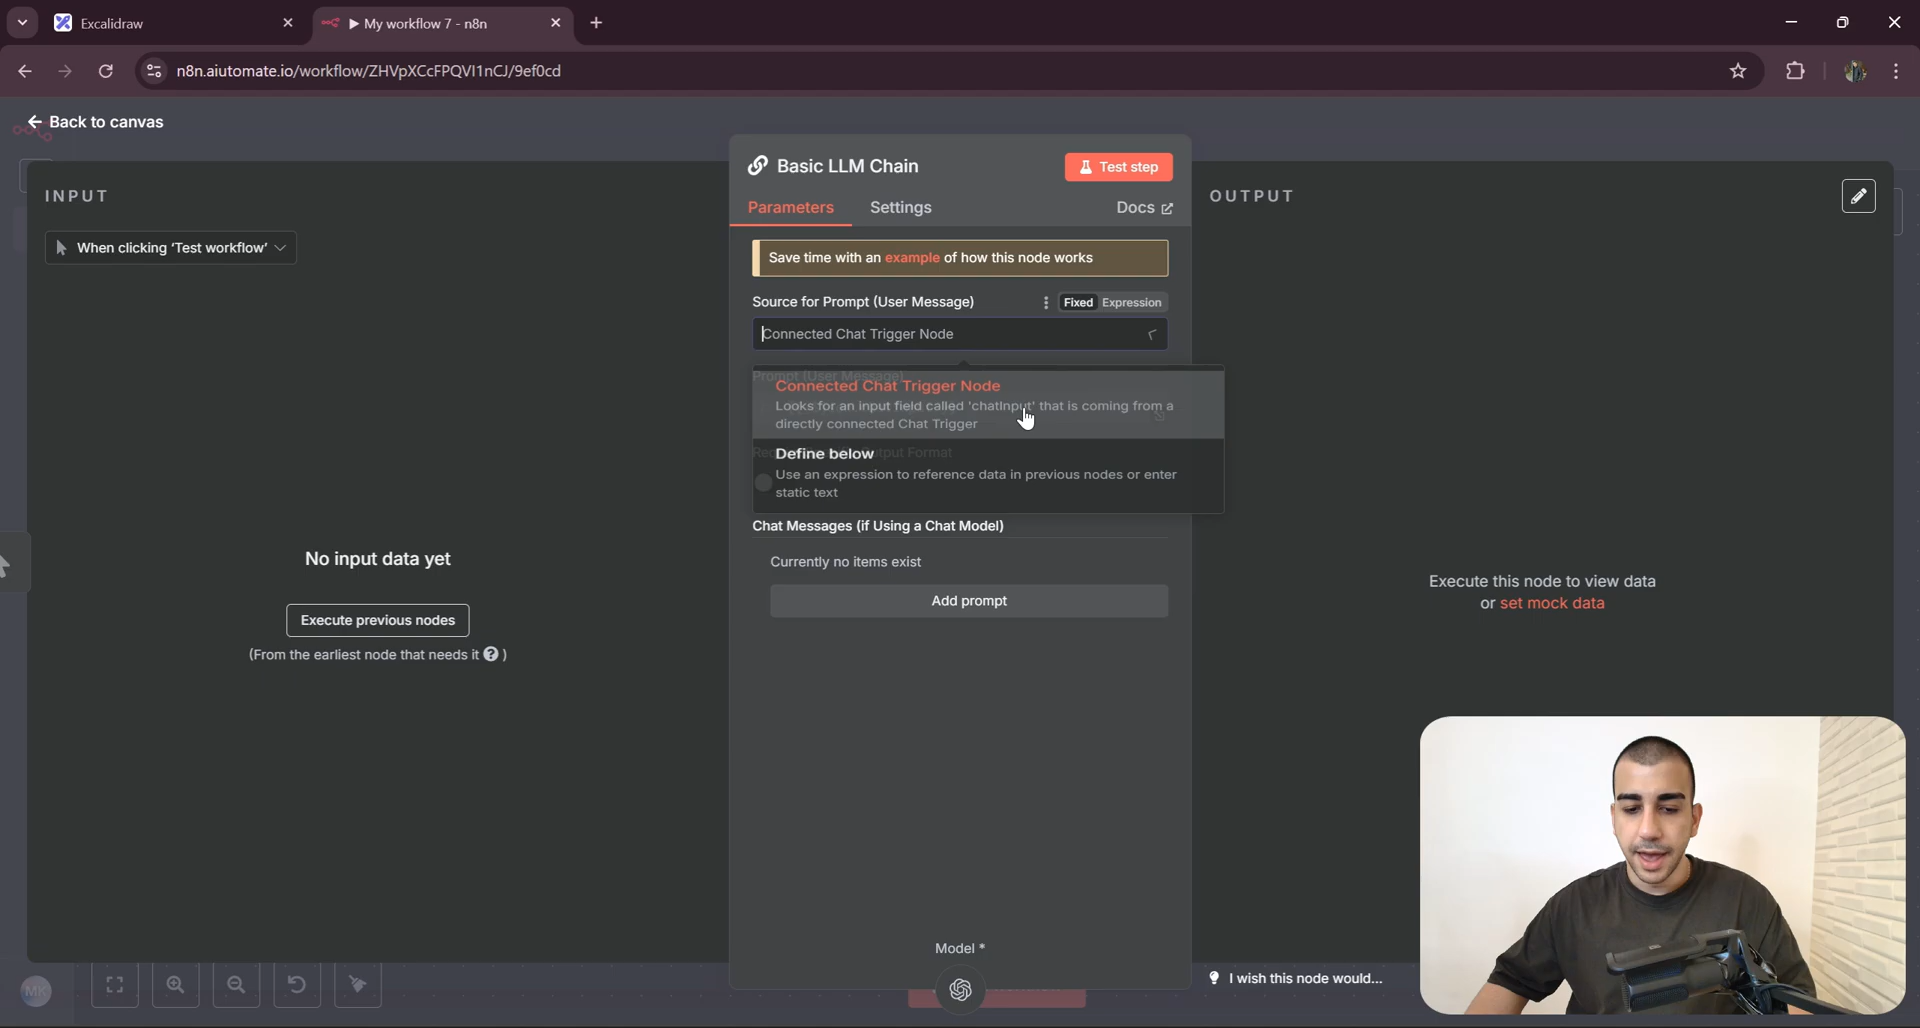 Excalidraw
▶ My workflow 7 - n8n
n8n.aiutomate.io/workflow/ZHVpXCcFPQVI1nCJ/9ef0cd
Back to canvas
Basic LLM Chain
Test step
INPUT
Parameters
Settings
Docs
OUTPUT
When clicking ‘Test workflow’
Save time with an example of how this node works
Source for Prompt (User Message)
Fixed
Expression
Connected Chat Trigger Node
Prompt (User Message)
Connected Chat Trigger Node
Looks for an input field called 'chatInput' that is coming from a
directly connected Chat Trigger
Define below
Use an expression to reference data in previous nodes or enter
static text
Chat Messages (if Using a Chat Model)
Currently no items exist
Add prompt
No input data yet
Execute previous nodes
(From the earliest node that needs it ? )
Execute this node to view data
or set mock data
Model *
I wish this node would...
MK